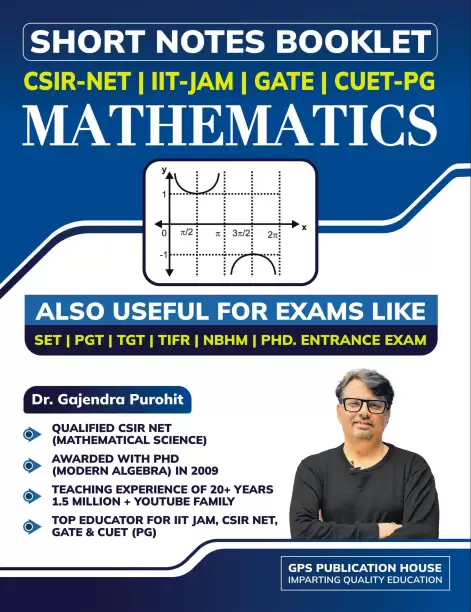 SHORT NOTES BOOKLET
CSIR-NET | IIT-JAM | GATE | CUET-PG
MATHEMATICS
y
1
0 π/2 π 3π/2 2π x
-1
ALSO USEFUL FOR EXAMS LIKE
SET | PGT | TGT | TIFR | NBHM | PHD. ENTRANCE EXAM
Dr. Gajendra Purohit
QUALIFIED CSIR NET
(MATHEMATICAL SCIENCE)
AWARDED WITH PHD
(MODERN ALGEBRA) IN 2009
TEACHING EXPERIENCE OF 20+ YEARS
1.5 MILLION + YOUTUBE FAMILY
TOP EDUCATOR FOR IIT JAM, CSIR NET,
GATE & CUET (PG)
GPS PUBLICATION HOUSE
IMPARTING QUALITY EDUCATION